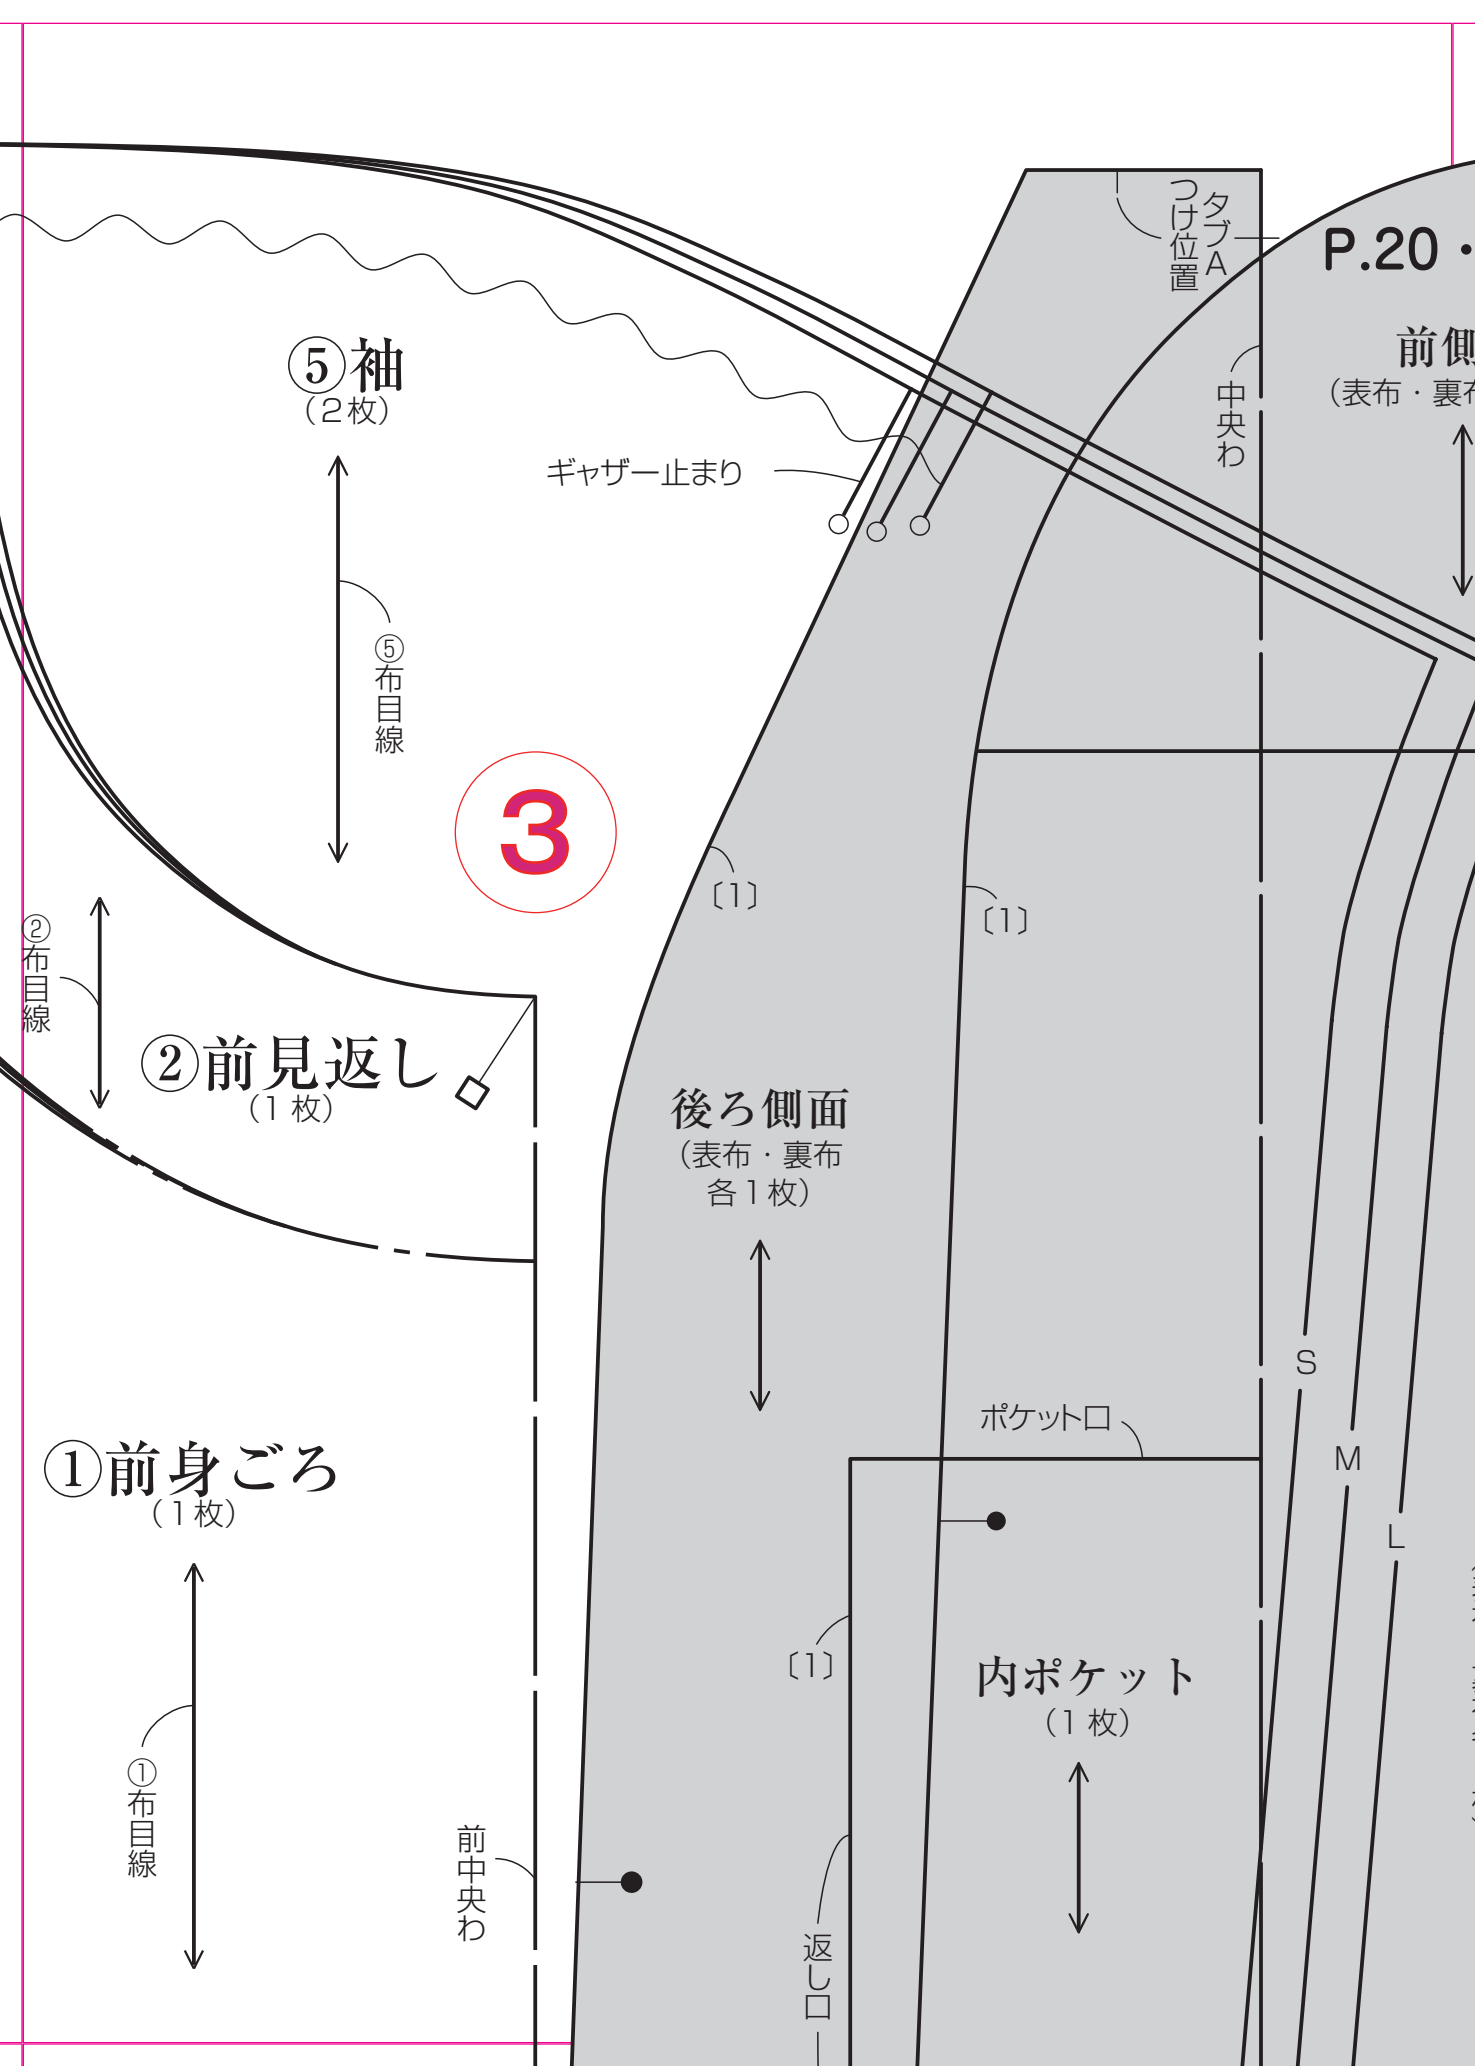 タブA
つけ位置
P.20・
前側
(表布・裏布
中央わ
⑤袖
(2枚)
ギャザー止まり
⑤布目線
3
〔1〕
〔1〕
②布目線
②前見返し
(1枚)
後ろ側面
(表布・裏布
各1枚)
S
M
L
ポケット口
①前身ごろ
(1枚)
〔1〕
内ポケット
(1枚)
①布目線
前中央わ
返し口